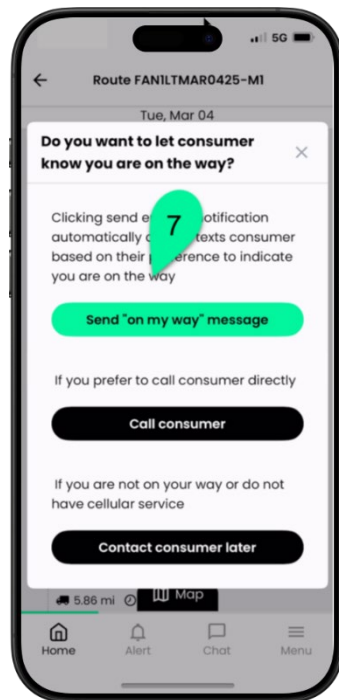 5G
Route FAN1LTMAR0425-M1
Tue, Mar 04
Do you want to let consumer
know you are on the way?
Clicking send notification
automatically texts consumer
based on their to indicate
you are on the way
7
Send "on my way" message
If you prefer to call consumer directly
Call consumer
If you are not on your way or do not
have cellular service
Contact consumer later
5.86 mi
Map
Home
Alert
Chat
Menu